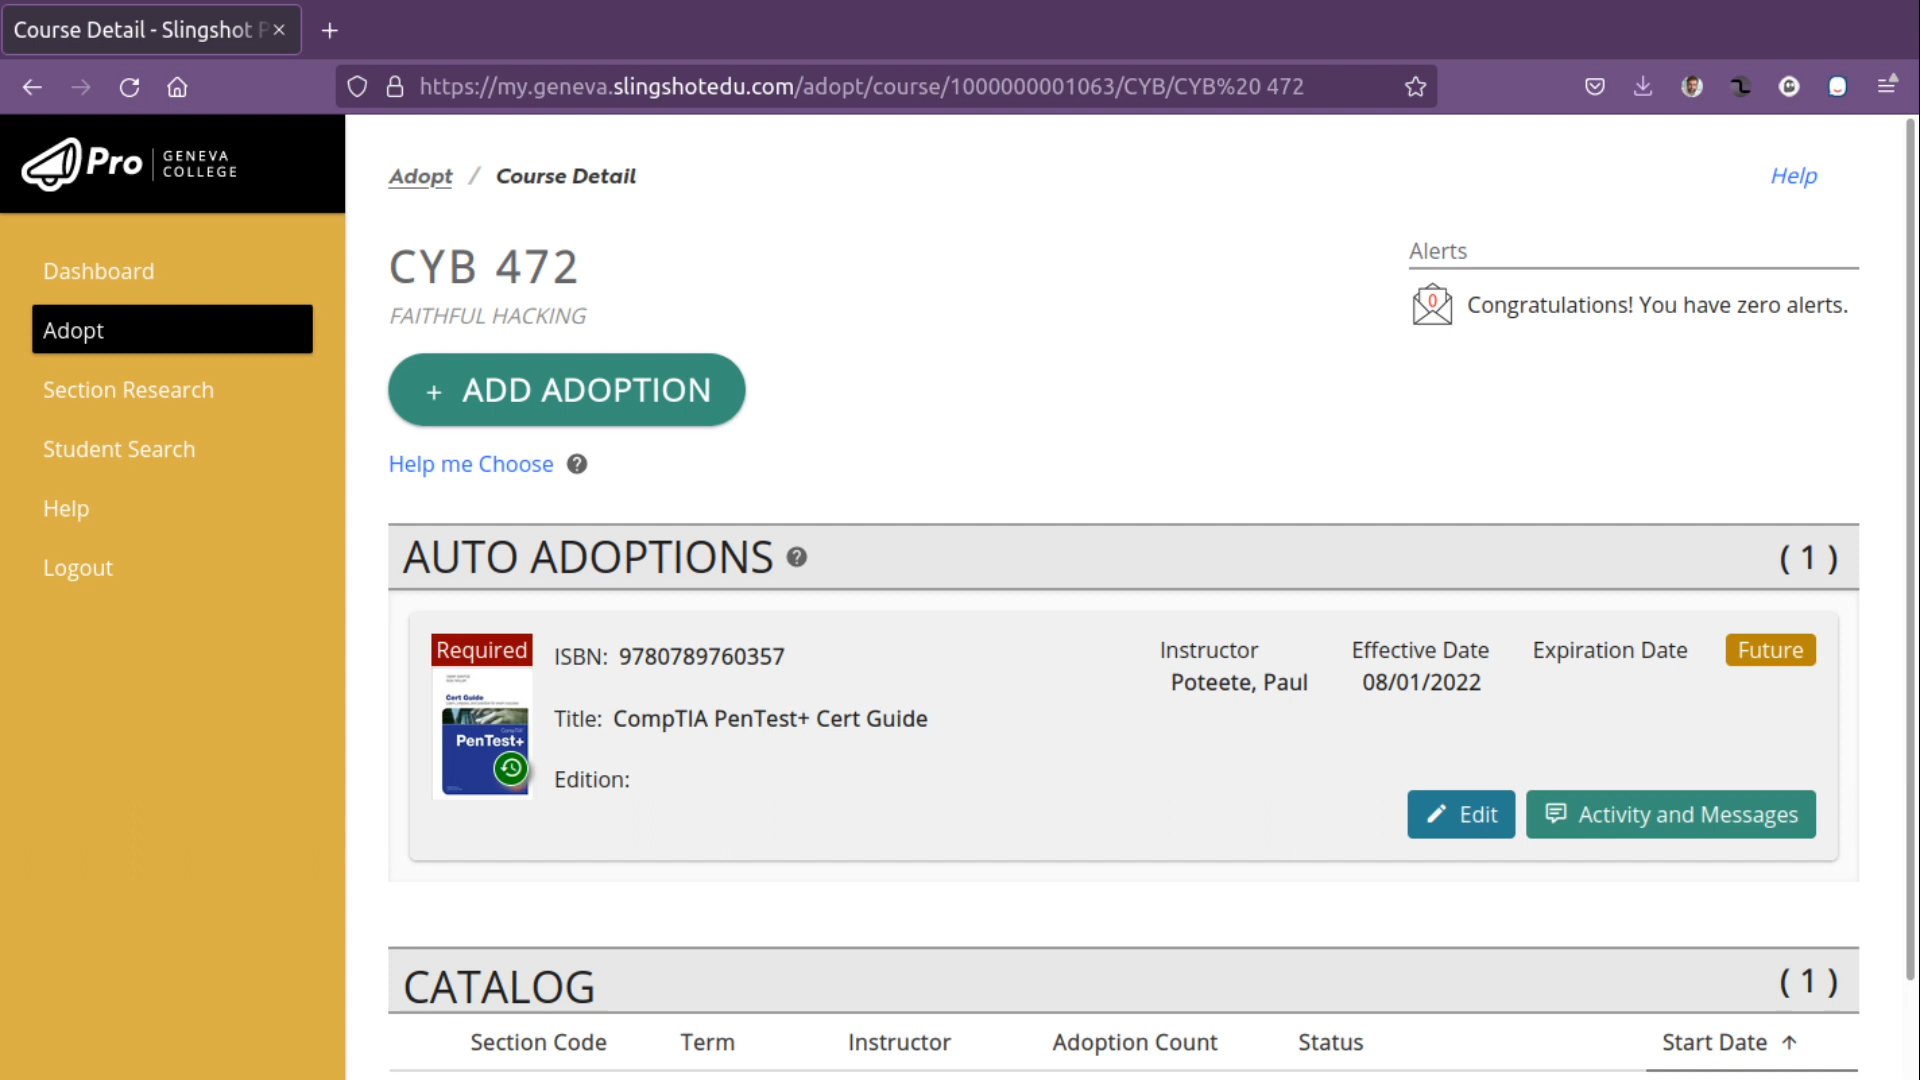 Course Detail - Slingshot P
https://my.geneva.slingshotedu.com/adopt/course/1000000001063/CYB/CYB%20 472
Pro GENEVA COLLEGE
Dashboard
Adopt
Section Research
Student Search
Help
Logout
Adopt / Course Detail
Help
CYB 472
FAITHFUL HACKING
+ ADD ADOPTION
Help me Choose ?
Alerts
0 Congratulations! You have zero alerts.
AUTO ADOPTIONS ? ( 1 )
Required
Cert Guide
CompTIA
PenTest+
ISBN: 9780789760357
Title: CompTIA PenTest+ Cert Guide
Edition:
Instructor
Poteete, Paul
Effective Date
08/01/2022
Expiration Date
Future
Edit
Activity and Messages
CATALOG ( 1 )
Section Code Term Instructor Adoption Count Status Start Date